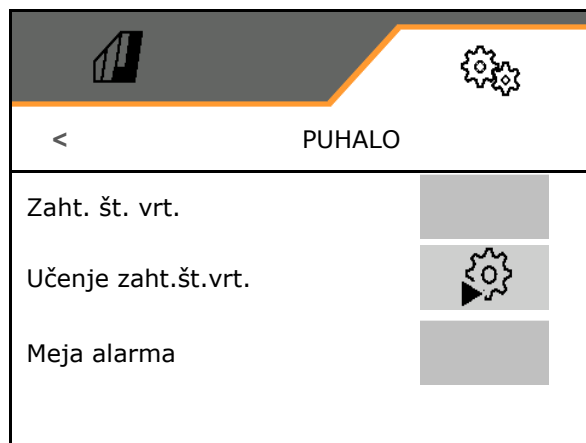 < PUHALO
Zaht. št. vrt.
Učenje zaht.št.vrt.
Meja alarma